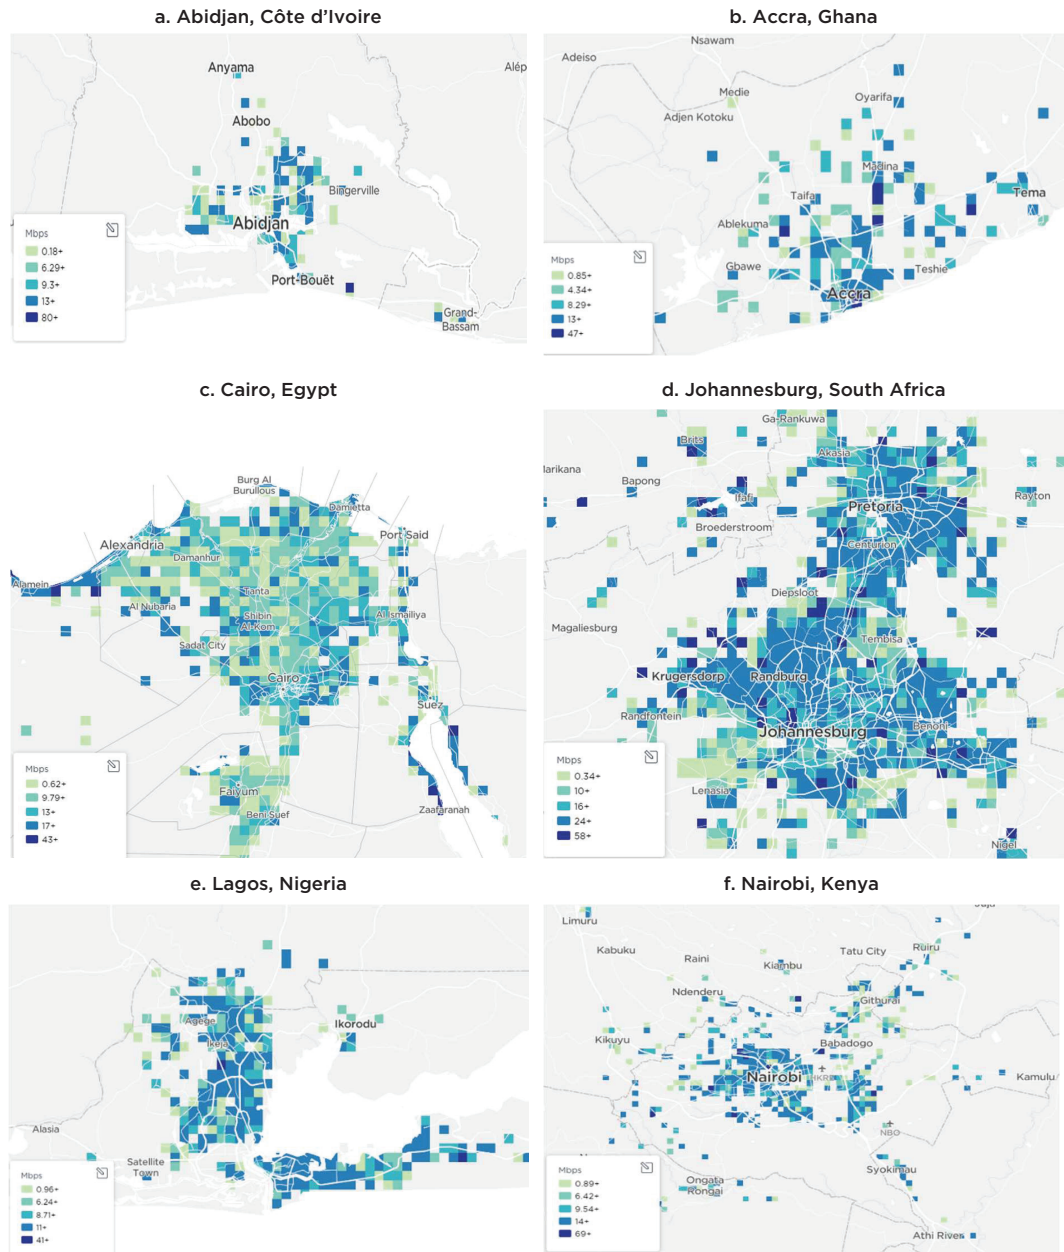 a. Abidjan, Côte d’Ivoire
Anyama
Alép
Abobo
Bingerville
Abidjan
Port-Bouët
Grand-
Bassam
Mbps
0.18+
6.29+
9.3+
13+
80+
b. Accra, Ghana
Nsawam
Adeiso
Medie
Oyarifa
Adjen Kotoku
Madina
Taifa
Tema
Ablekuma
Gbawe
Teshie
Accra
Mbps
0.85+
4.34+
8.29+
13+
47+
c. Cairo, Egypt
Burg Al
Burullous
Damietta
Port Said
Alexandria
Damanhur
Alamein
Tanta
Al Nubaria
Shibin
Al-Kom
Al Ismailiya
Sadat City
Cairo
Suez
Faiyum
Beni Suef
Zaafaranah
Mbps
0.62+
9.79+
13+
17+
43+
d. Johannesburg, South Africa
Ga-Rankuwa
Brits
Akasia
larikana
Bapong
Ifafi
Rayton
Pretoria
Broederstroom
Centurion
Diepsloot
Magaliesburg
Tembisa
Krugersdorp
Randburg
Randfontein
Benoni
Johannesburg
Lenasia
Nigel
Mbps
0.34+
10+
16+
24+
58+
e. Lagos, Nigeria
Agege
Ikorodu
Ikeja
Alasia
Satellite
Town
Mbps
0.96+
6.24+
8.71+
11+
41+
f. Nairobi, Kenya
Limuru
Kabuku
Raini
Kiambu
Tatu City
Ruiru
Ndenderu
Githurai
Kikuyu
Babadogo
Nairobi
Kamulu
NBO
Syokimau
Ongata
Rongai
Athi River
Mbps
0.89+
6.42+
9.54+
14+
69+